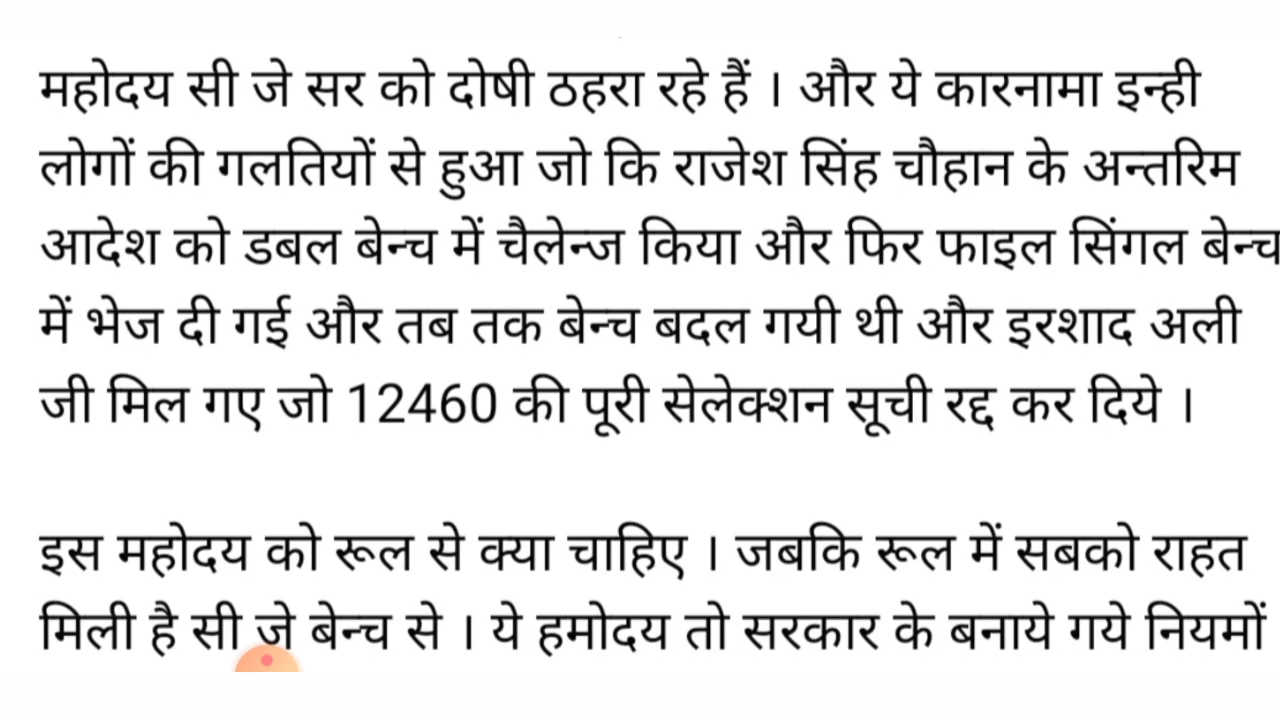 महोदय सी जे सर को दोषी ठहरा रहे हैं । और ये कारनामा इन्ही
लोगों की गलतियों से हुआ जो कि राजेश सिंह चौहान के अन्तरिम
आदेश को डबल बेन्च में चैलेन्ज किया और फिर फाइल सिंगल बेन्च
में भेज दी गई और तब तक बेन्च बदल गयी थी और इरशाद अली
जी मिल गए जो 12460 की पूरी सेलेक्शन सूची रद्द कर दिये ।
इस महोदय को रूल से क्या चाहिए । जबकि रूल में सबको राहत
मिली है सी जे बेन्च से । ये हमोदय तो सरकार के बनाये गये नियमों